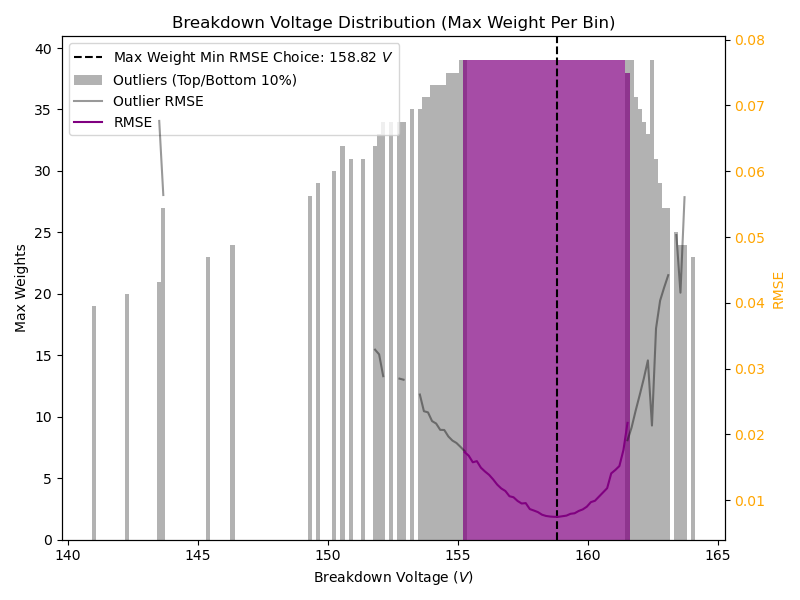 Breakdown Voltage Distribution (Max Weight Per Bin)
Max Weight Min RMSE Choice: 158.82 V
Outliers (Top/Bottom 10%)
Outlier RMSE
RMSE
40
35
30
25
20
15
10
5
0
Max Weights
0.08
0.07
0.06
0.05
0.04
0.03
0.02
0.01
RMSE
140 145 150 155 160 165
Breakdown Voltage (V)